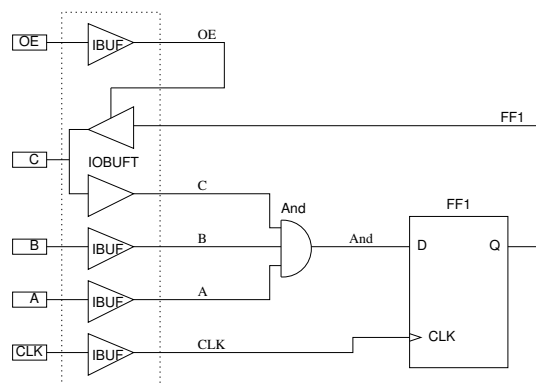 OE
IBUF
OE
FF1
C
IOBUFT
C
And
FF1
B
IBUF
B
And
D
Q
A
IBUF
A
CLK
IBUF
CLK
CLK